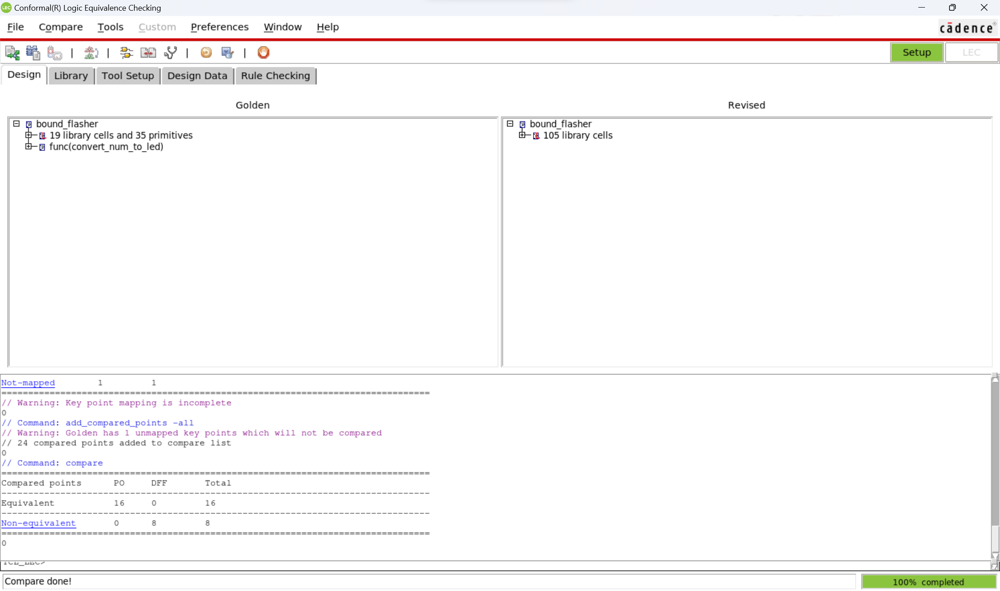 LEC Conformal(R) Logic Equivalence Checking
File Compare Tools Custom Preferences Window Help
cādence®
Setup LEC
Design Library Tool Setup Design Data Rule Checking
Golden
Revised
bound_flasher
19 library cells and 35 primitives
func(convert_num_to_led)
bound_flasher
105 library cells
Not-mapped 1 1
================================================================================
// Warning: Key point mapping is incomplete
0
// Command: add_compared_points -all
// Warning: Golden has 1 unmapped key points which will not be compared
// 24 compared points added to compare list
0
// Command: compare
================================================================================
Compared points PO DFF Total
--------------------------------------------------------------------------------
Equivalent 16 0 16
--------------------------------------------------------------------------------
Non-equivalent 0 8 8
================================================================================
0
TCL_LEC>
Compare done!
100% completed